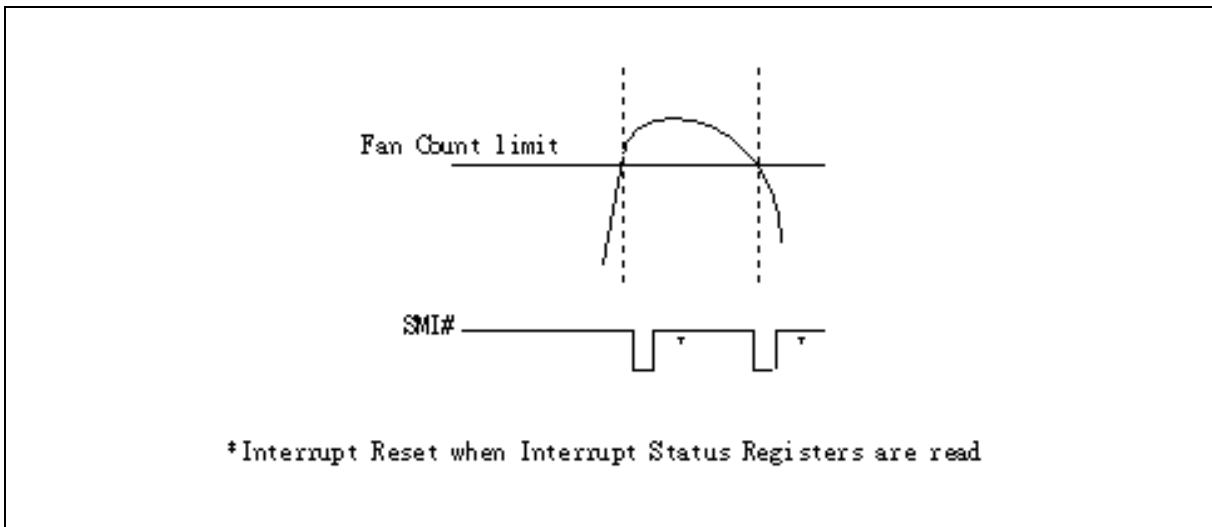 Fan Count limit
SMI#
*Interrupt Reset when Interrupt Status Registers are read